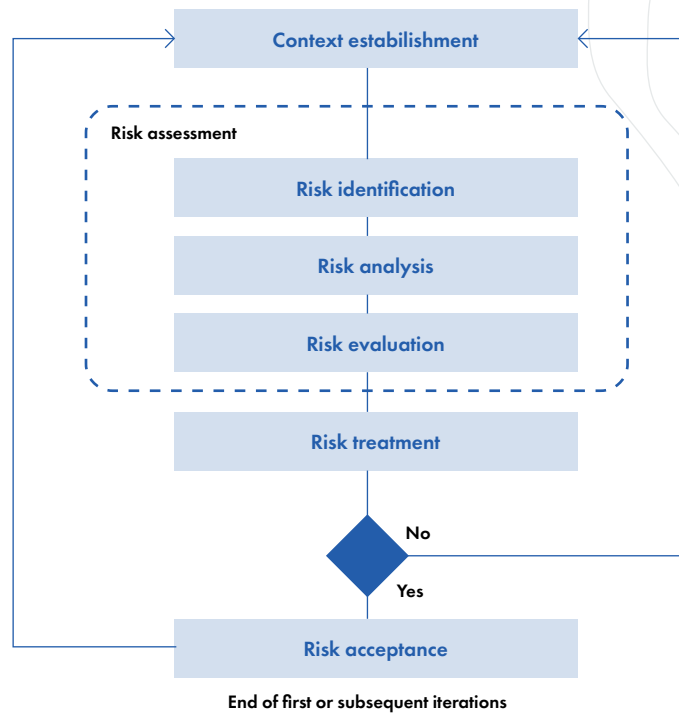 Context estabilishment
Risk assessment
Risk identification
Risk analysis
Risk evaluation
Risk treatment
No
Yes
Risk acceptance
End of first or subsequent iterations